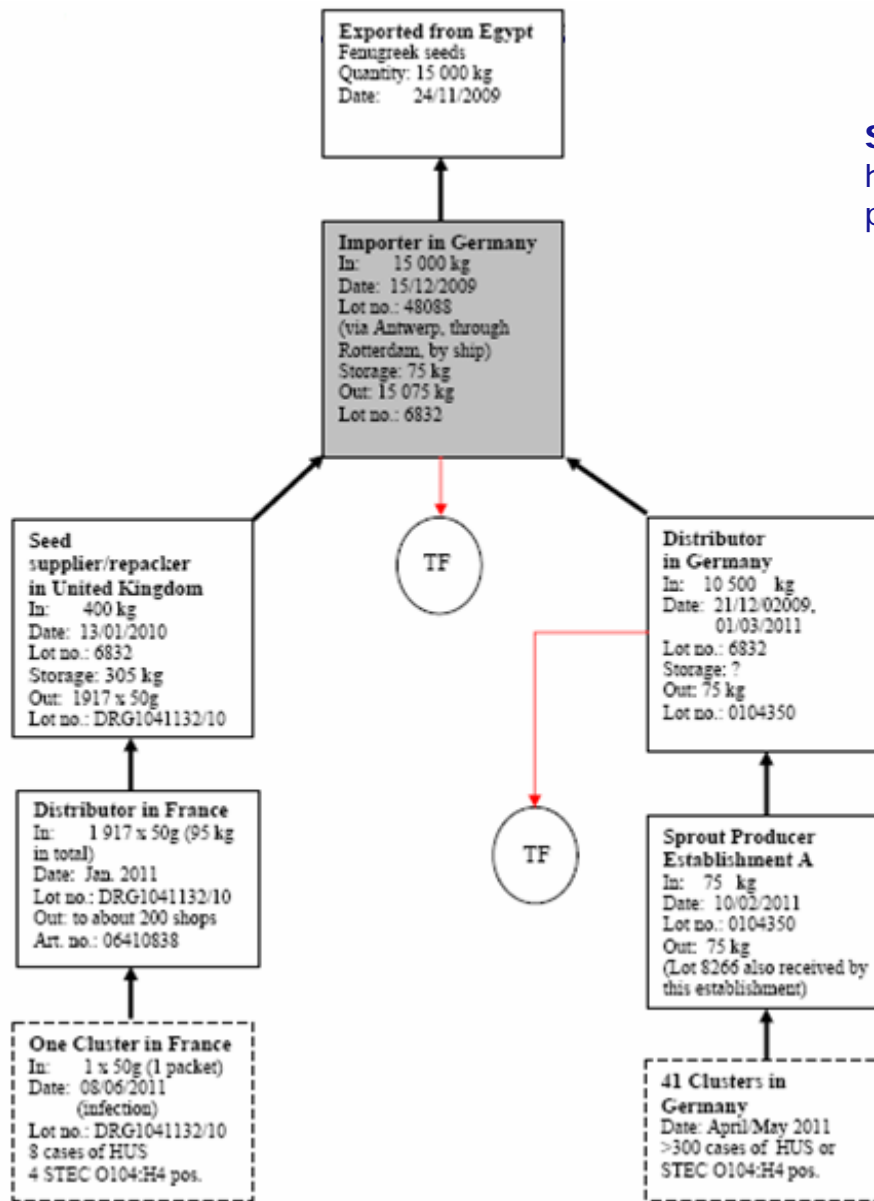 Exported from Egypt
Fenugreek seeds
Quantity: 15 000 kg
Date: 24/11/2009
Importer in Germany
In: 15 000 kg
Date: 15/12/2009
Lot no.: 48088
(via Antwerp, through
Rotterdam, by ship)
Storage: 75 kg
Out: 15 075 kg
Lot no.: 6832
Seed
supplier/repacker
in United Kingdom
In: 400 kg
Date: 13/01/2010
Lot no.: 6832
Storage: 305 kg
Out: 1917 x 50g
Lot no.: DRG1041132/10
TF
Distributor
in Germany
In: 10 500 kg
Date: 21/12/02009,
01/03/2011
Lot no.: 6832
Storage: ?
Out: 75 kg
Lot no.: 0104350
Distributor in France
In: 1 917 x 50g (95 kg
in total)
Date: Jan. 2011
Lot no.: DRG1041132/10
Out: to about 200 shops
Art. no.: 06410838
TF
Sprout Producer
Establishment A
In: 75 kg
Date: 10/02/2011
Lot no.: 0104350
Out: 75 kg
(Lot 8266 also received by
this establishment)
One Cluster in France
In: 1 x 50g (1 packet)
Date: 08/06/2011
(infection)
Lot no.: DRG1041132/10
8 cases of HUS
4 STEC O104:H4 pos.
41 Clusters in
Germany
Date: April/May 2011
>300 cases of HUS or
STEC O104:H4 pos.